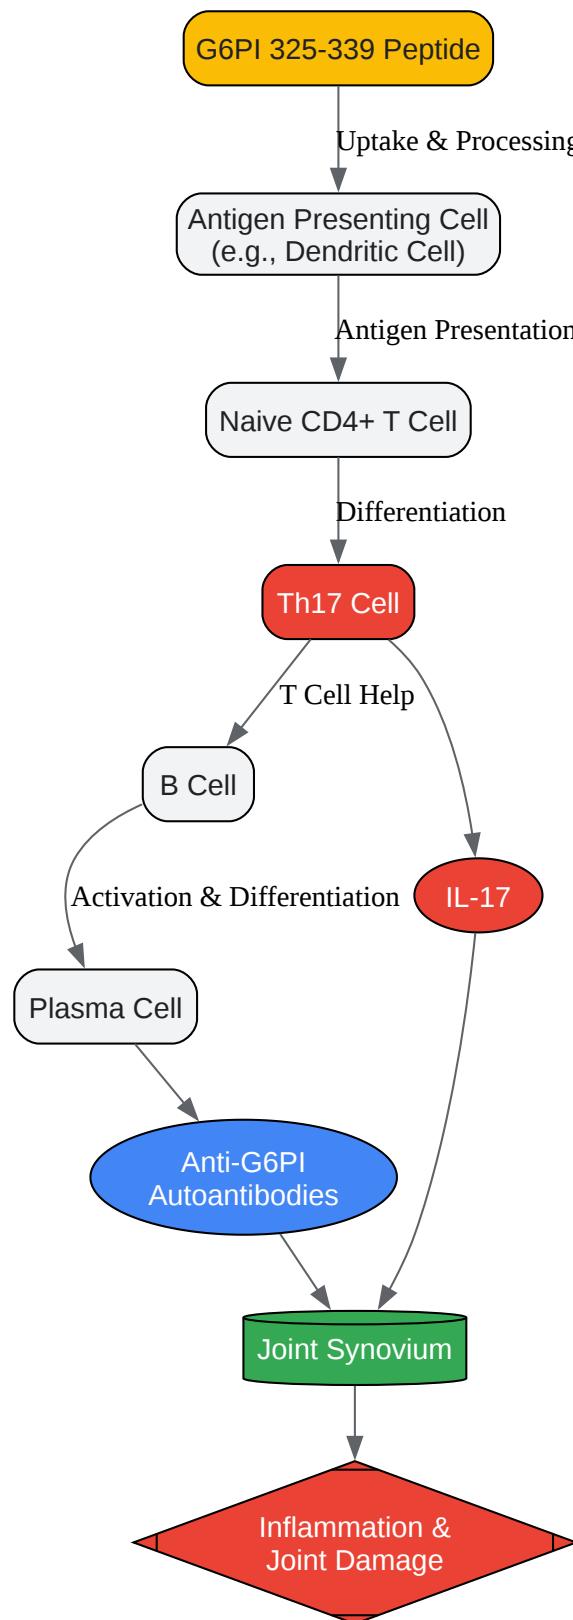 G6PI 325-339 Peptide
Uptake & Processing
Antigen Presenting Cell
(e.g., Dendritic Cell)
Antigen Presentation
Naive CD4+ T Cell
Differentiation
Th17 Cell
T Cell Help
B Cell
Activation & Differentiation
IL-17
Plasma Cell
Anti-G6PI
Autoantibodies
Joint Synovium
Inflammation &
Joint Damage